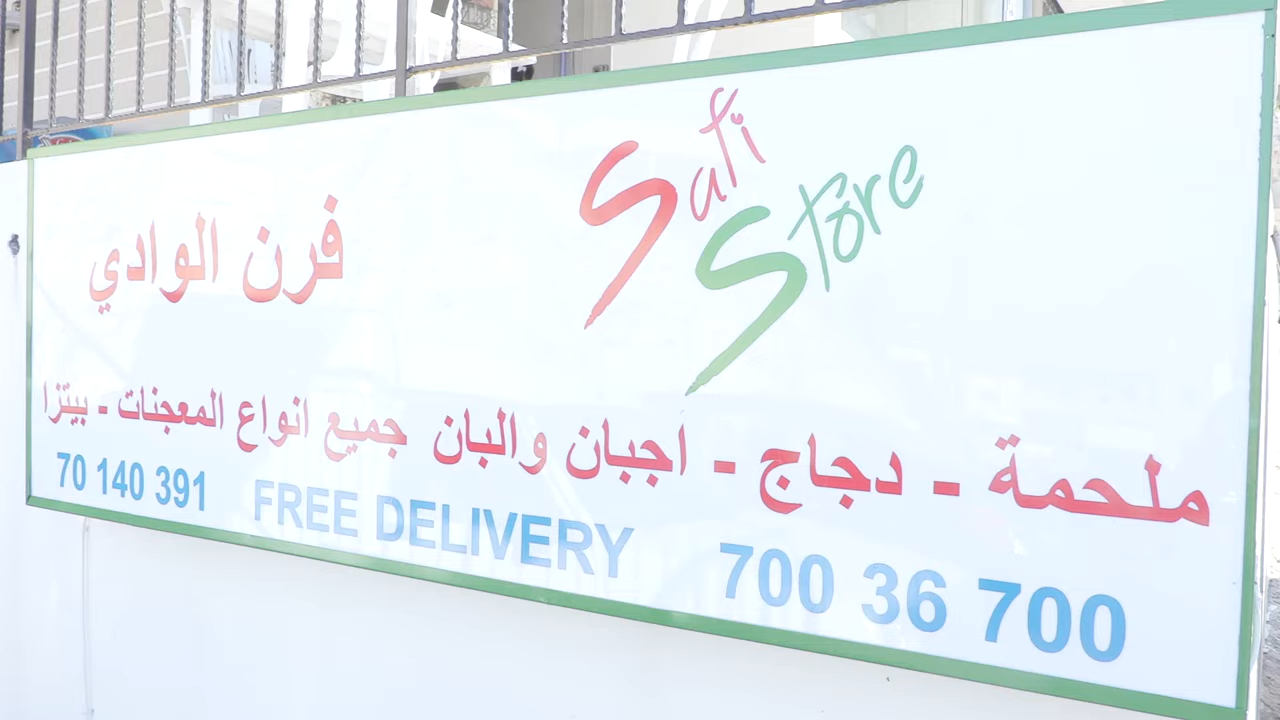 Safi
Store
فرن الوادي
ملحمة - دجاج - أجبان والبان جميع انواع المعجنات - بيتزا
70 140 391
FREE DELIVERY
700 36 700